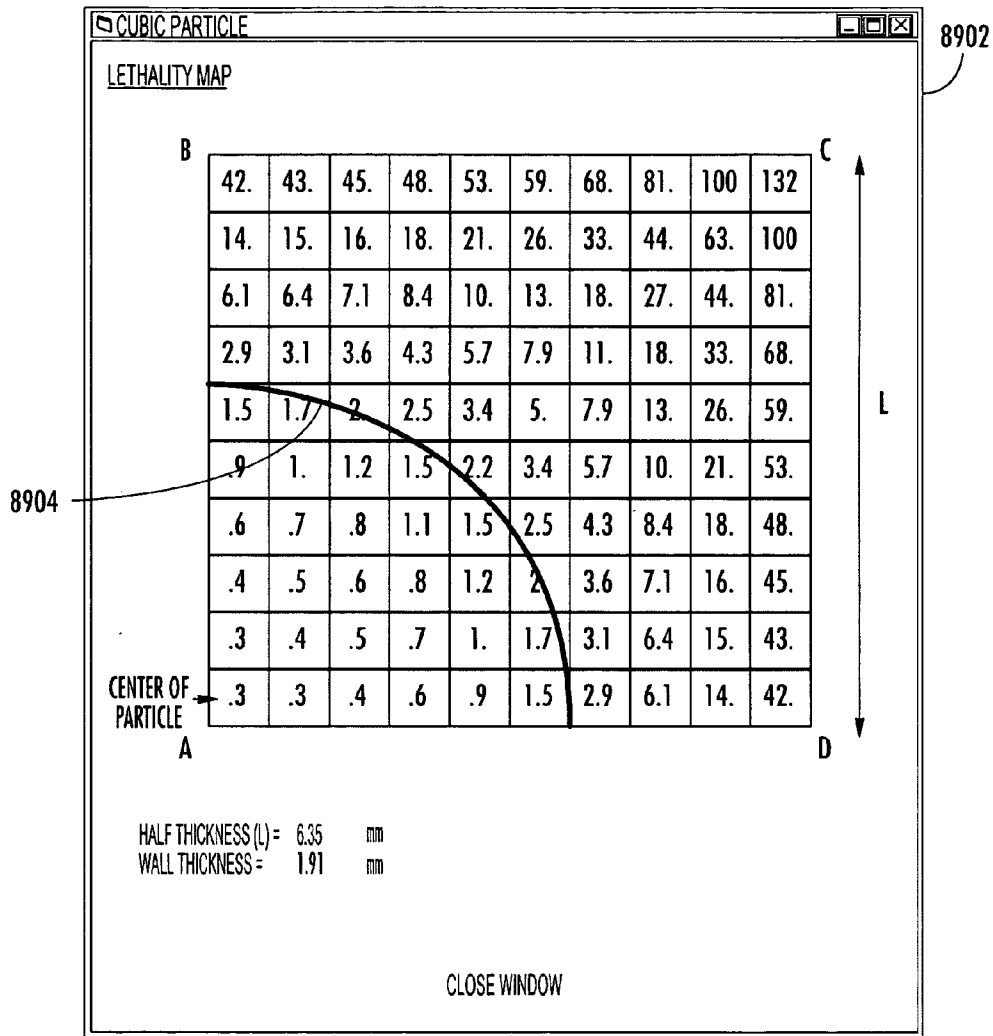 CUBIC PARTICLE
8902
LETHALITY MAP
B C
42. 43. 45. 48. 53. 59. 68. 81. 100 132
14. 15. 16. 18. 21. 26. 33. 44. 63. 100
6.1 6.4 7.1 8.4 10. 13. 18. 27. 44. 81.
2.9 3.1 3.6 4.3 5.7 7.9 11. 18. 33. 68.
1.5 1.7 2. 2.5 3.4 5. 7.9 13. 26. 59.
L
.9 1. 1.2 1.5 2.2 3.4 5.7 10. 21. 53.
8904
.6 .7 .8 1.1 1.5 2.5 4.3 8.4 18. 48.
.4 .5 .6 .8 1.2 2. 3.6 7.1 16. 45.
.3 .4 .5 .7 1. 1.7 3.1 6.4 15. 43.
CENTER OF
PARTICLE
.3 .3 .4 .6 .9 1.5 2.9 6.1 14. 42.
A D
HALF THICKNESS (L) = 6.35 mm
WALL THICKNESS = 1.91 mm
CLOSE WINDOW